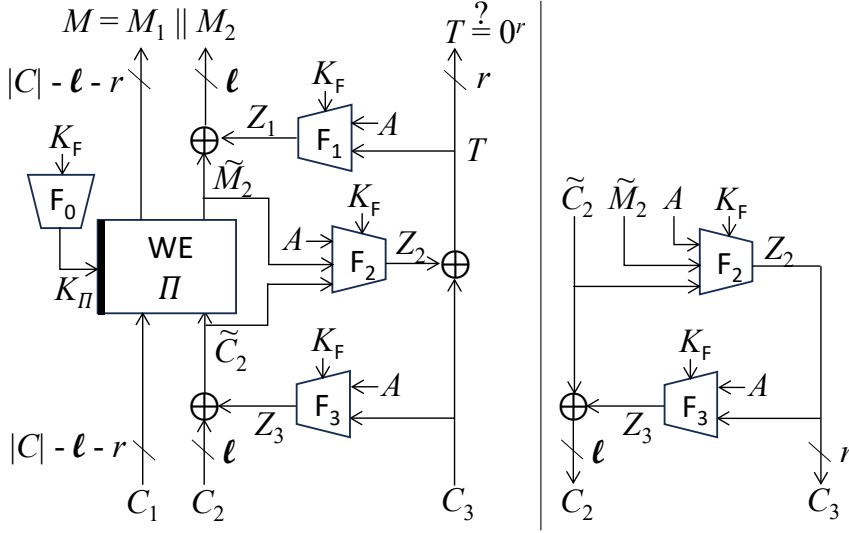 M = M₁ || M₂
T ≟ 0ʳ
|C| - ℓ - r
ℓ
r
K_F
Z₁
F₁
A
T
K_F
F₀
M̃₂
K_F
A
Z₂
F₂
WE
Π
K_Π
C̃₂
K_F
A
F₃
Z₃
|C| - ℓ - r
ℓ
C₁
C₂
C₃
C̃₂
M̃₂
A
K_F
Z₂
F₂
K_F
A
F₃
Z₃
ℓ
r
C₂
C₃